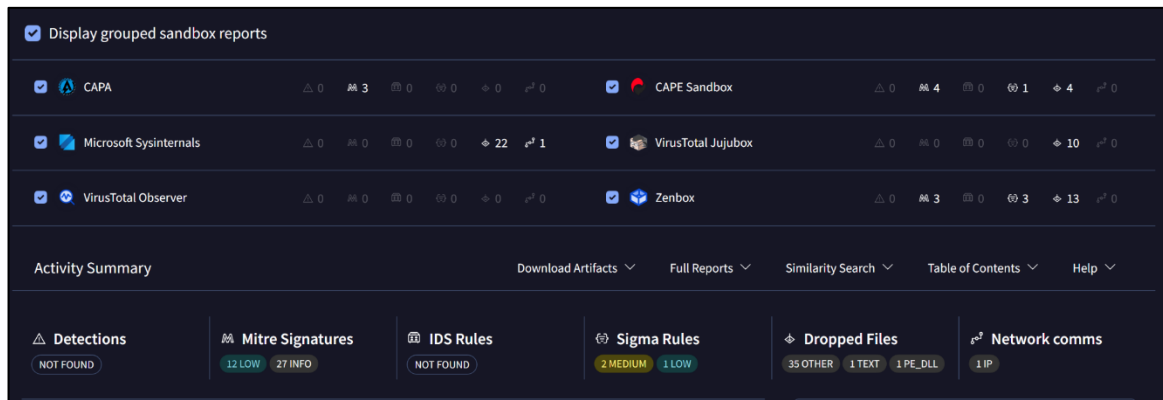 Display grouped sandbox reports
CAPA 0 3 0 0 0 0
CAPE Sandbox 0 4 0 1 4 0
Microsoft Sysinternals 0 0 0 0 22 1
VirusTotal Jujubox 0 0 0 0 10 0
VirusTotal Observer 0 0 0 0 0 0
Zenbox 0 3 0 3 13 0
Activity Summary
Download Artifacts
Full Reports
Similarity Search
Table of Contents
Help
Detections
NOT FOUND
Mitre Signatures
12 LOW 27 INFO
IDS Rules
NOT FOUND
Sigma Rules
2 MEDIUM 1 LOW
Dropped Files
35 OTHER 1 TEXT 1 PE_DLL
Network comms
1 IP